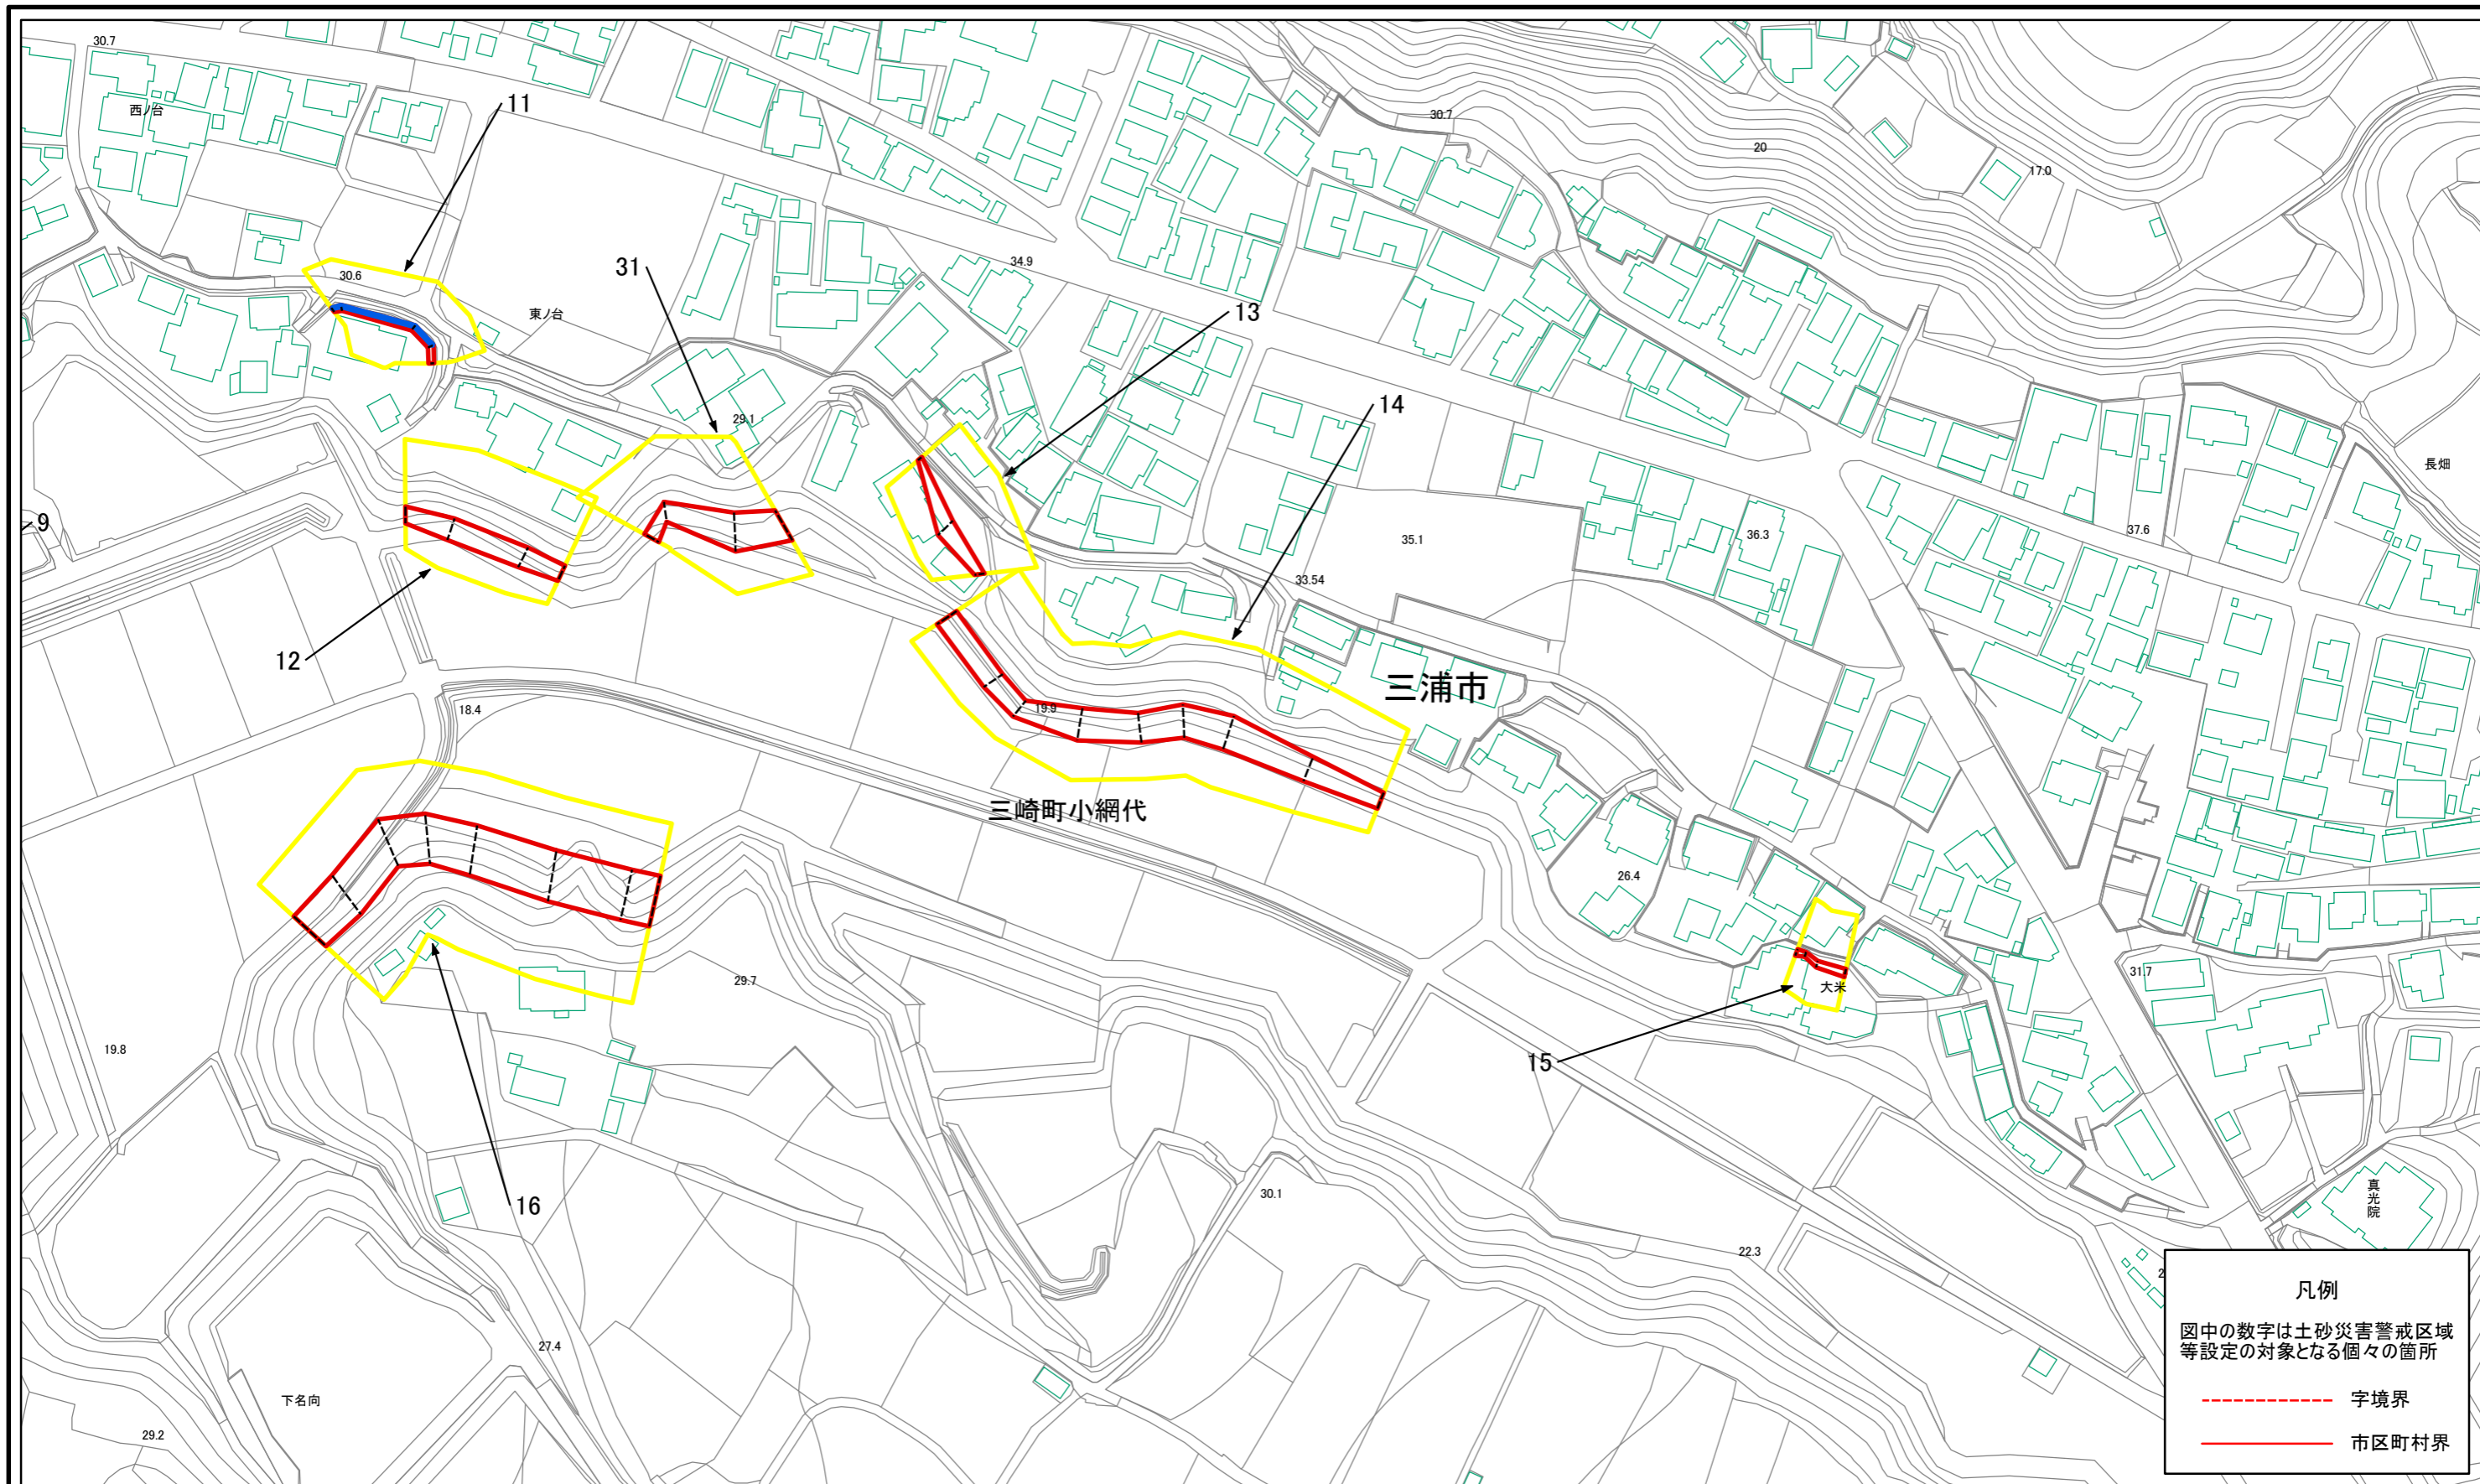 30.7
西ノ台
11
30.7
20
17.0
30.6
31
34.9
東ノ台
13
29.1
14
長畑
9
35.1
36.3
37.6
33.54
12
三浦市
18.4
19.9
三崎町小網代
26.4
29.7
大米
31.7
19.8
15
16
30.1
真光院
22.3
27.4
下名向
29.2
凡例
図中の数字は土砂災害警戒区域
等設定の対象となる個々の箇所
字境界
市区町村界